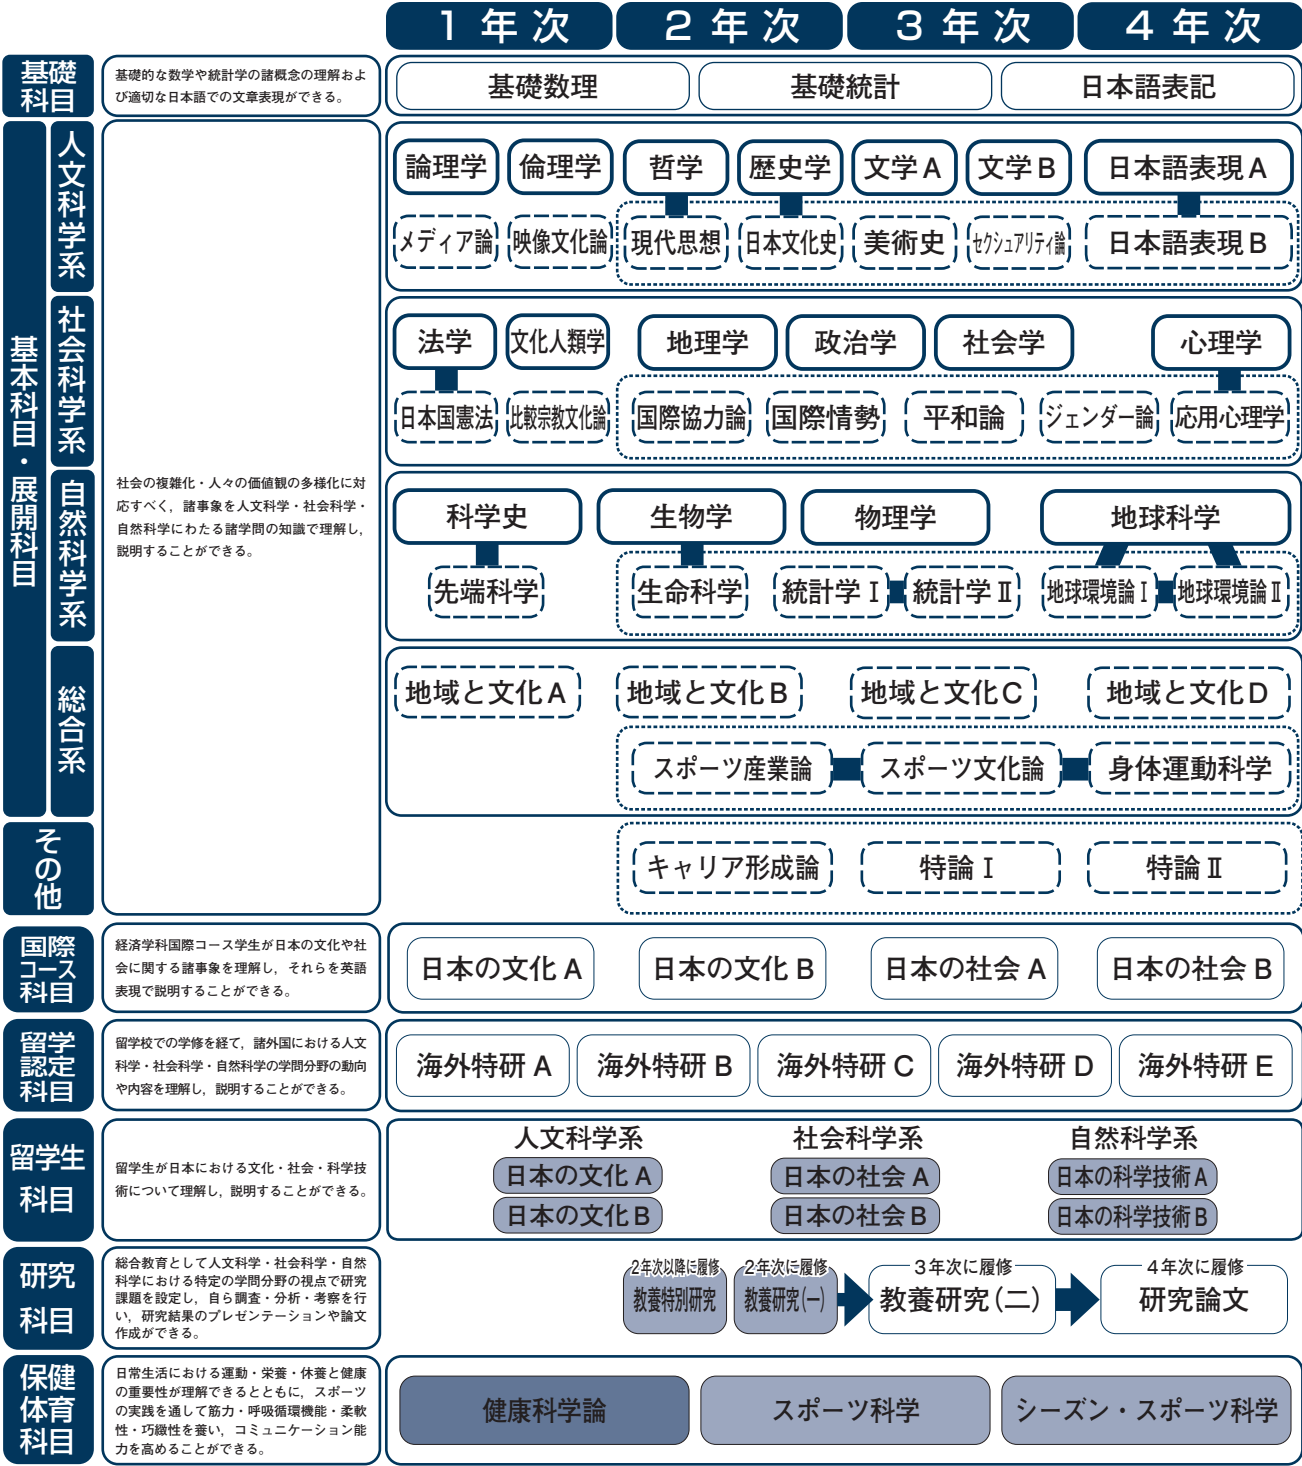 1年次 2年次 3年次 4年次
基礎
科目
基礎的な数学や統計学の諸概念の理解およ
び適切な日本語での文章表現ができる。
基礎数理 基礎統計 日本語表記
基本科目・展開科目
社会の複雑化・人々の価値観の多様化に対
応すべく，諸事象を人文科学・社会科学・
自然科学にわたる諸学問の知識で理解し，
説明することができる。
人文科学系
論理学 倫理学 哲学 歴史学 文学A 文学B 日本語表現A
メディア論 映像文化論 現代思想 日本文化史 美術史 セクシュアリティ論 日本語表現B
社会科学系
法学 文化人類学 地理学 政治学 社会学 心理学
日本国憲法 比較宗教文化論 国際協力論 国際情勢 平和論 ジェンダー論 応用心理学
自然科学系
科学史 生物学 物理学 地球科学
先端科学 生命科学 統計学Ⅰ 統計学Ⅱ 地球環境論Ⅰ 地球環境論Ⅱ
総合系
地域と文化A 地域と文化B 地域と文化C 地域と文化D
スポーツ産業論 スポーツ文化論 身体運動科学
その他
キャリア形成論 特論Ⅰ 特論Ⅱ
国際
コース
科目
経済学科国際コース学生が日本の文化や社
会に関する諸事象を理解し，それらを英語
表現で説明することができる。
日本の文化A 日本の文化B 日本の社会A 日本の社会B
留学
認定
科目
留学校での学修を経て，諸外国における人文
科学・社会科学・自然科学の学問分野の動向
や内容を理解し，説明することができる。
海外特研A 海外特研B 海外特研C 海外特研D 海外特研E
留学生
科目
留学生が日本における文化・社会・科学技
術について理解し，説明することができる。
人文科学系 社会科学系 自然科学系
日本の文化A 日本の社会A 日本の科学技術A
日本の文化B 日本の社会B 日本の科学技術B
研究
科目
総合教育として人文科学・社会科学・自然
科学における特定の学問分野の視点で研究
課題を設定し，自ら調査・分析・考察を行
い，研究結果のプレゼンテーションや論文
作成ができる。
2年次以降に履修 2年次に履修 3年次に履修 4年次に履修
教養特別研究 教養研究(一) 教養研究(二) 研究論文
保健
体育
科目
日常生活における運動・栄養・休養と健康
の重要性が理解できるとともに，スポーツ
の実践を通して筋力・呼吸循環機能・柔軟
性・巧緻性を養い，コミュニケーション能
力を高めることができる。
健康科学論 スポーツ科学 シーズン・スポーツ科学